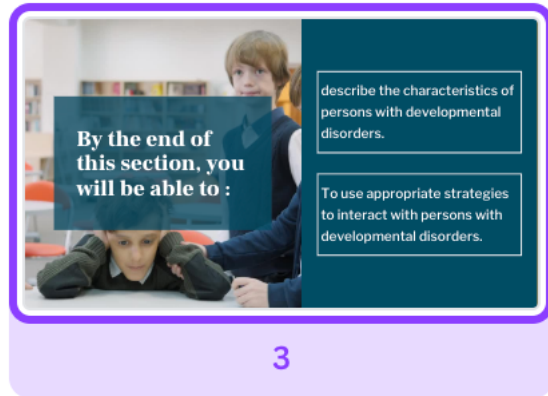 By the end of
this section, you
will be able to :
describe the characteristics of
persons with developmental
disorders.
To use appropriate strategies
to interact with persons with
developmental disorders.
3